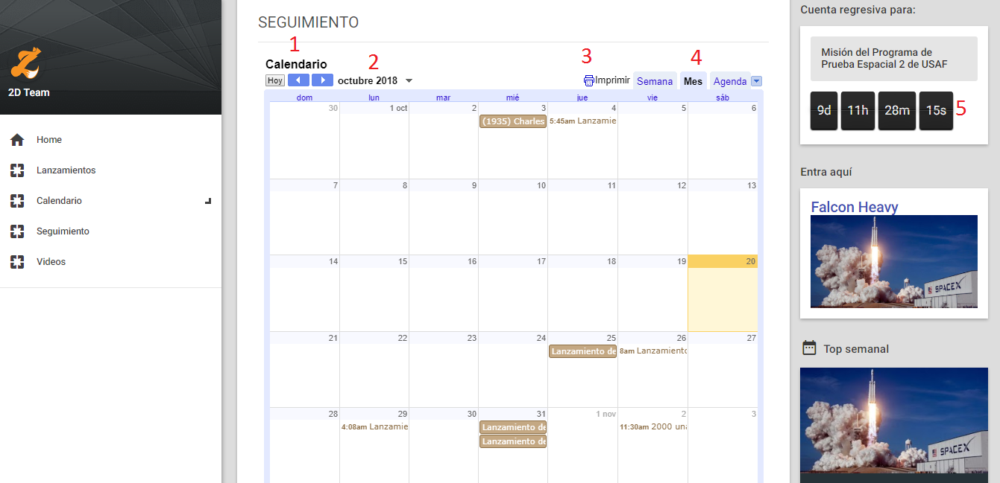 2D Team
Home
Lanzamientos
Calendario
Seguimiento
Videos
SEGUIMIENTO
1
2
3
4
Calendario
Hoy octubre 2018 Imprimir Semana Mes Agenda
dom lun mar mié jue vie sáb
30 1 oct 2 3 4 5 6
(1935) Charles 5:45am Lanzamie
7 8 9 10 11 12 13
14 15 16 17 18 19 20
21 22 23 24 25 26 27
Lanzamiento de 8am Lanzamiento
28 29 30 31 1 nov 2 3
4:08am Lanzamie Lanzamiento de 11:30am 2000 una
Lanzamiento de
Cuenta regresiva para:
Misión del Programa de
Prueba Espacial 2 de USAF
9d 11h 28m 15s 5
Entra aquí
Falcon Heavy
SPACEX
Top semanal
SPACEX